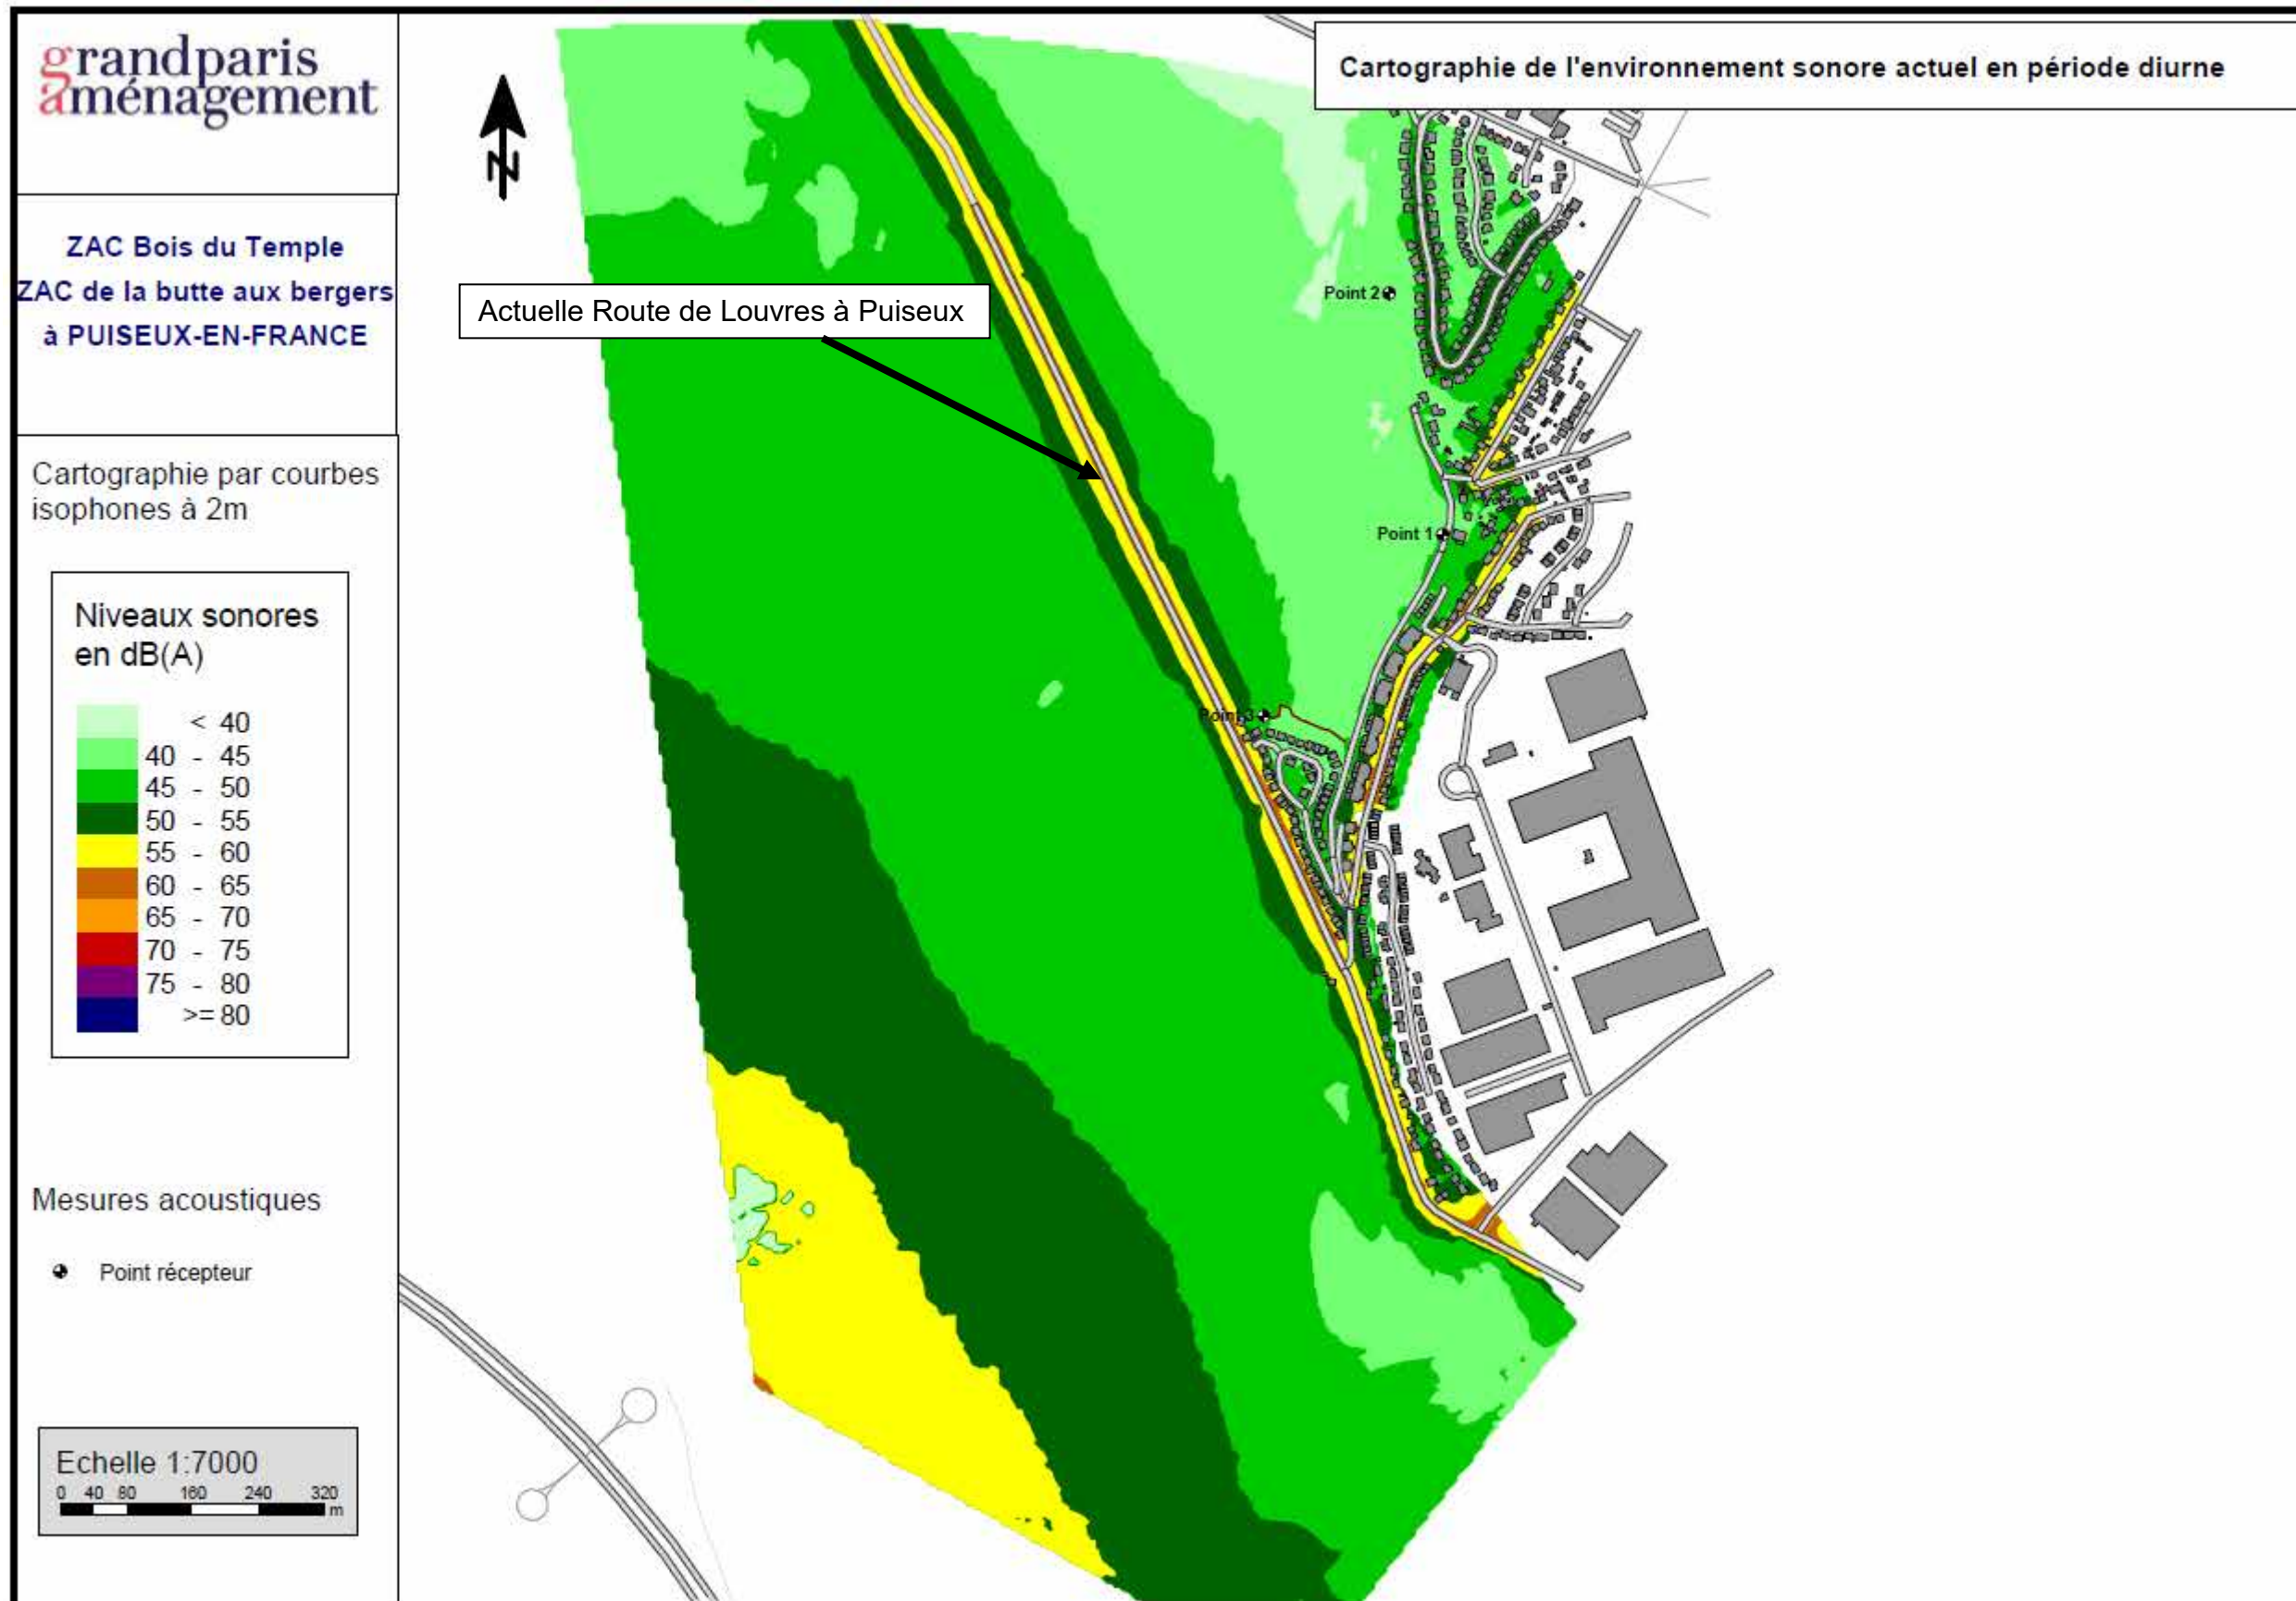 grandparis
aménagement
Cartographie de l'environnement sonore actuel en période diurne
N
ZAC Bois du Temple
ZAC de la butte aux bergers
à PUISEUX-EN-FRANCE
Actuelle Route de Louvres à Puiseux
Point 2
Cartographie par courbes
isophones à 2m
Point 1
Niveaux sonores
en dB(A)
< 40
40 - 45
45 - 50
50 - 55
55 - 60
60 - 65
65 - 70
70 - 75
75 - 80
>= 80
Point 3
Mesures acoustiques
Point récepteur
Echelle 1:7000
0 40 80 160 240 320
m